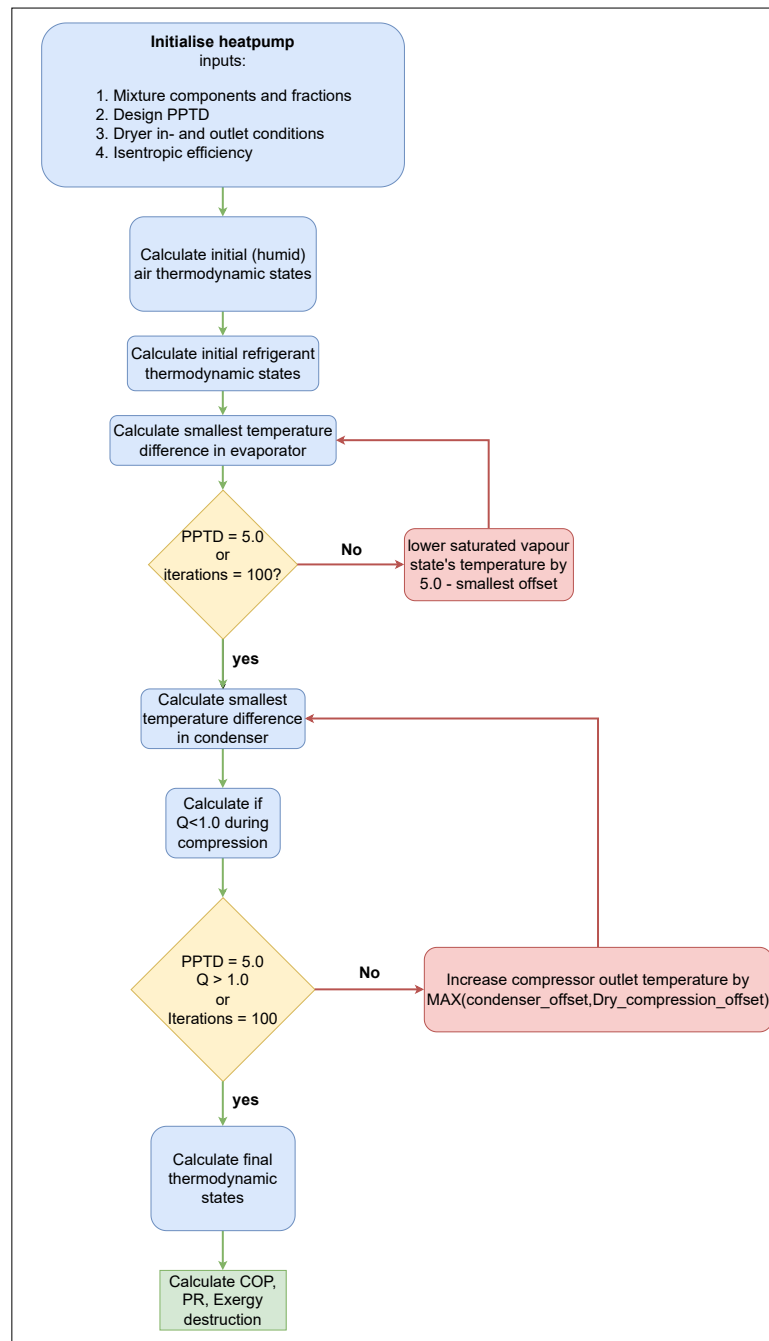 Initialise heatpump
inputs:
1. Mixture components and fractions
2. Design PPTD
3. Dryer in- and outlet conditions
4. Isentropic efficiency
Calculate initial (humid)
air thermodynamic states
Calculate initial refrigerant
thermodynamic states
Calculate smallest temperature
difference in evaporator
PPTD = 5.0
or
iterations = 100?
No
lower saturated vapour
state's temperature by
5.0 - smallest offset
yes
Calculate smallest
temperature difference
in condenser
Calculate if
Q<1.0 during
compression
PPTD = 5.0
Q > 1.0
or
Iterations = 100
No
Increase compressor outlet temperature by
MAX(condenser_offset,Dry_compression_offset)
yes
Calculate final
thermodynamic
states
Calculate COP,
PR, Exergy
destruction